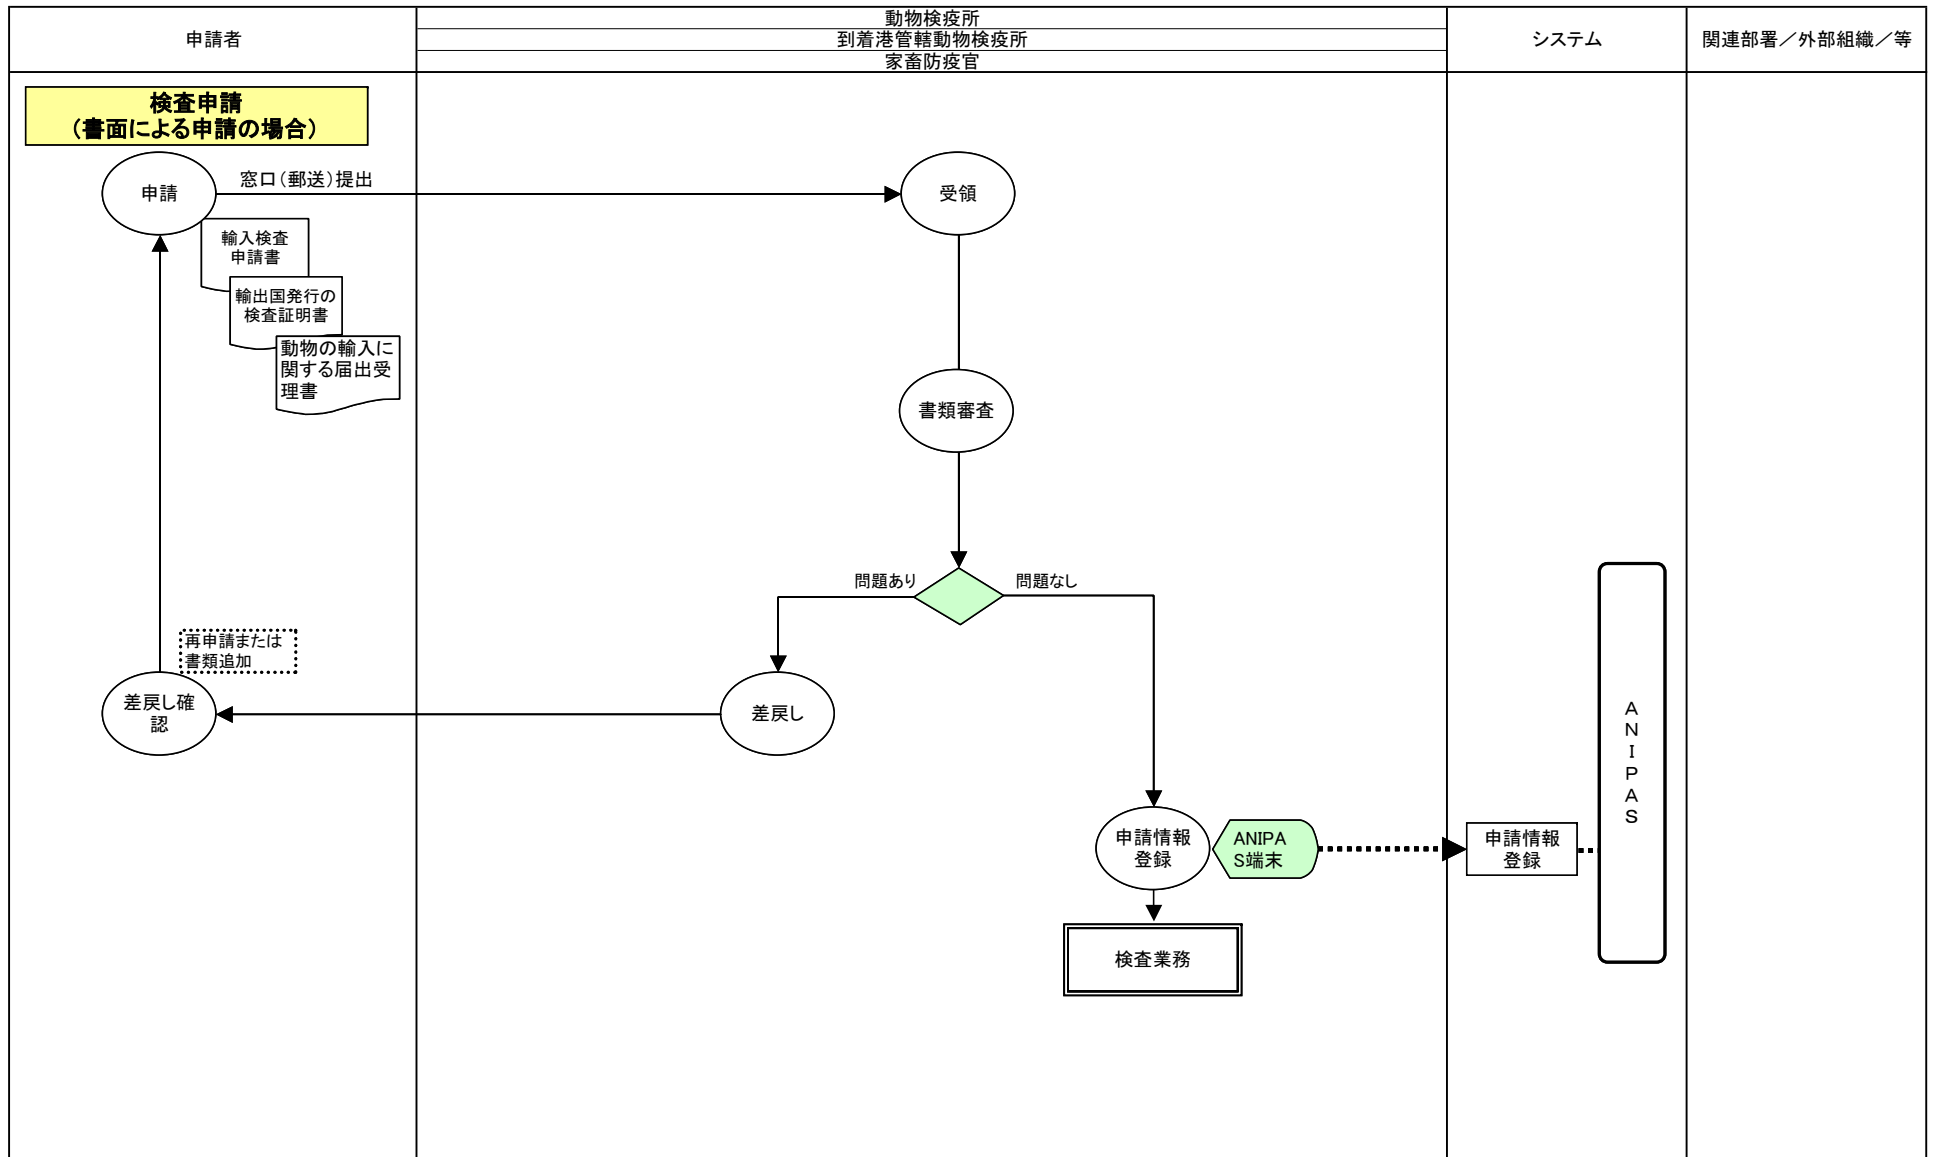 申請者
動物検疫所
到着港管轄動物検疫所
家畜防疫官
システム
関連部署／外部組織／等
検査申請
（書面による申請の場合）
申請
窓口（郵送）提出
受領
輸入検査
申請書
輸出国発行の
検査証明書
動物の輸入に
関する届出受
理書
書類審査
問題あり
問題なし
再申請または
書類追加
差戻し確
認
差戻し
申請情報
登録
ANIPA
S端末
申請情報
登録
ＡＮＩＰＡＳ
検査業務